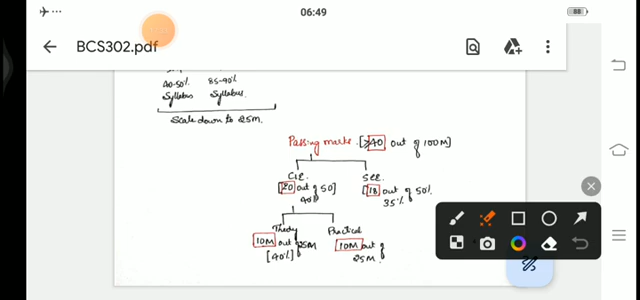 06:49
88
BCS302.pdf
40-50% 85-90%
Syllabus Syllabus
Scale down to 25M.
Passing marks [≥40 out of 100M]
CIE SEE
[20 out of 50] [18 out of 50%
40% 35%
Theory Practical
10M out of 25M 10M out of
[40%] 25M